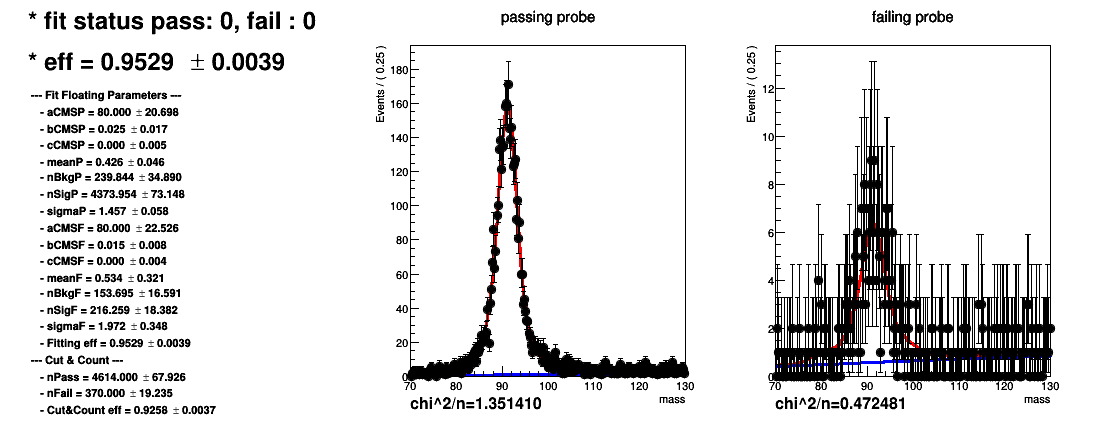 * fit status pass: 0, fail : 0
* eff = 0.9529 ± 0.0039
--- Fit Floating Parameters ---
- aCMSP = 80.000 ± 20.698
- bCMSP = 0.025 ± 0.017
- cCMSP = 0.000 ± 0.005
- meanP = 0.426 ± 0.046
- nBkgP = 239.844 ± 34.890
- nSigP = 4373.954 ± 73.148
- sigmaP = 1.457 ± 0.058
- aCMSF = 80.000 ± 22.526
- bCMSF = 0.015 ± 0.008
- cCMSF = 0.000 ± 0.004
- meanF = 0.534 ± 0.321
- nBkgF = 153.695 ± 16.591
- nSigF = 216.259 ± 18.382
- sigmaF = 1.972 ± 0.348
- Fitting eff = 0.9529 ± 0.0039
--- Cut & Count ---
- nPass = 4614.000 ± 67.926
- nFail = 370.000 ± 19.235
- Cut&Count eff = 0.9258 ± 0.0037
passing probe
Events / ( 0.25 )
180
160
140
120
100
80
60
40
20
0
70 80 90 100 110 120 130
mass
chi^2/n=1.351410
failing probe
Events / ( 0.25 )
12
10
8
6
4
2
0
70 80 90 100 110 120 130
mass
chi^2/n=0.472481